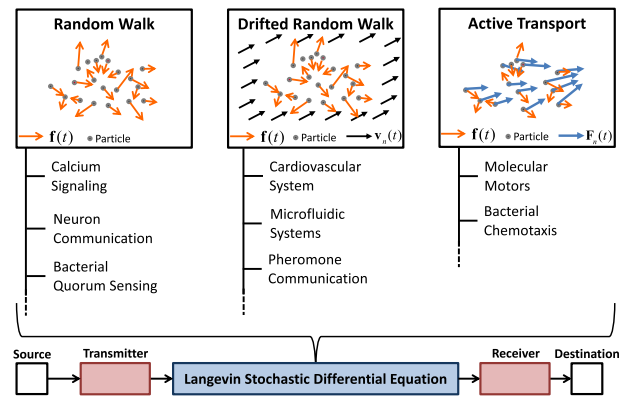 Random Walk
f(t) Particle
Calcium
Signaling
Neuron
Communication
Bacterial
Quorum Sensing
Drifted Random Walk
f(t) Particle vₙ(t)
Cardiovascular
System
Microfluidic
Systems
Pheromone
Communication
Active Transport
f(t) Particle Fₙ(t)
Molecular
Motors
Bacterial
Chemotaxis
Source
Transmitter
Langevin Stochastic Differential Equation
Receiver
Destination